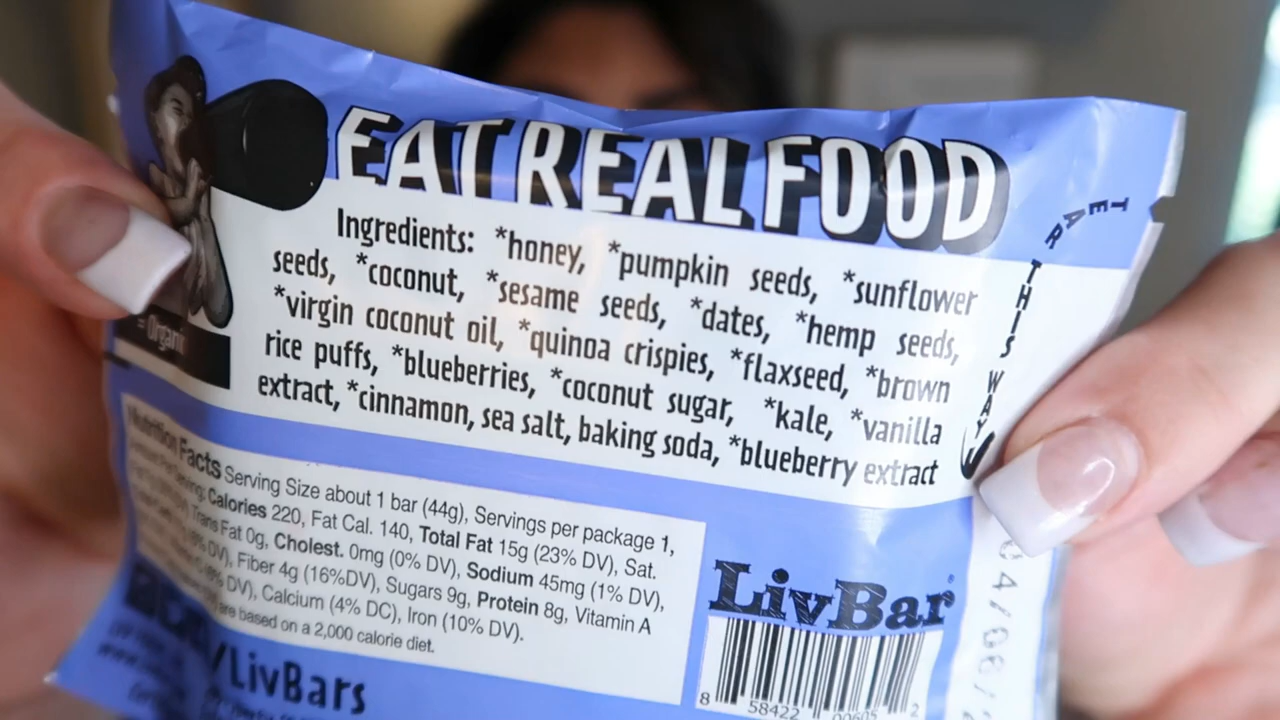 EAT REAL FOOD
TEAR THIS WAY
Ingredients: *honey, *pumpkin seeds, *sunflower
seeds, *coconut, *sesame seeds, *dates, *hemp seeds,
*virgin coconut oil, *quinoa crispies, *flaxseed, *brown
rice puffs, *blueberries, *coconut sugar, *kale, *vanilla
extract, *cinnamon, sea salt, baking soda, *blueberry extract
Nutrition Facts Serving Size about 1 bar (44g), Servings per package 1,
Per Serving: Calories 220, Fat Cal. 140, Total Fat 15g (23% DV), Sat.
Trans Fat 0g, Cholest. 0mg (0% DV), Sodium 45mg (1% DV),
DV), Fiber 4g (16%DV), Sugars 9g, Protein 8g, Vitamin A
DV), Calcium (4% DC), Iron (10% DV).
are based on a 2,000 calorie diet.
LivBar®
/LivBars
8 58422 00605 2
04/06/